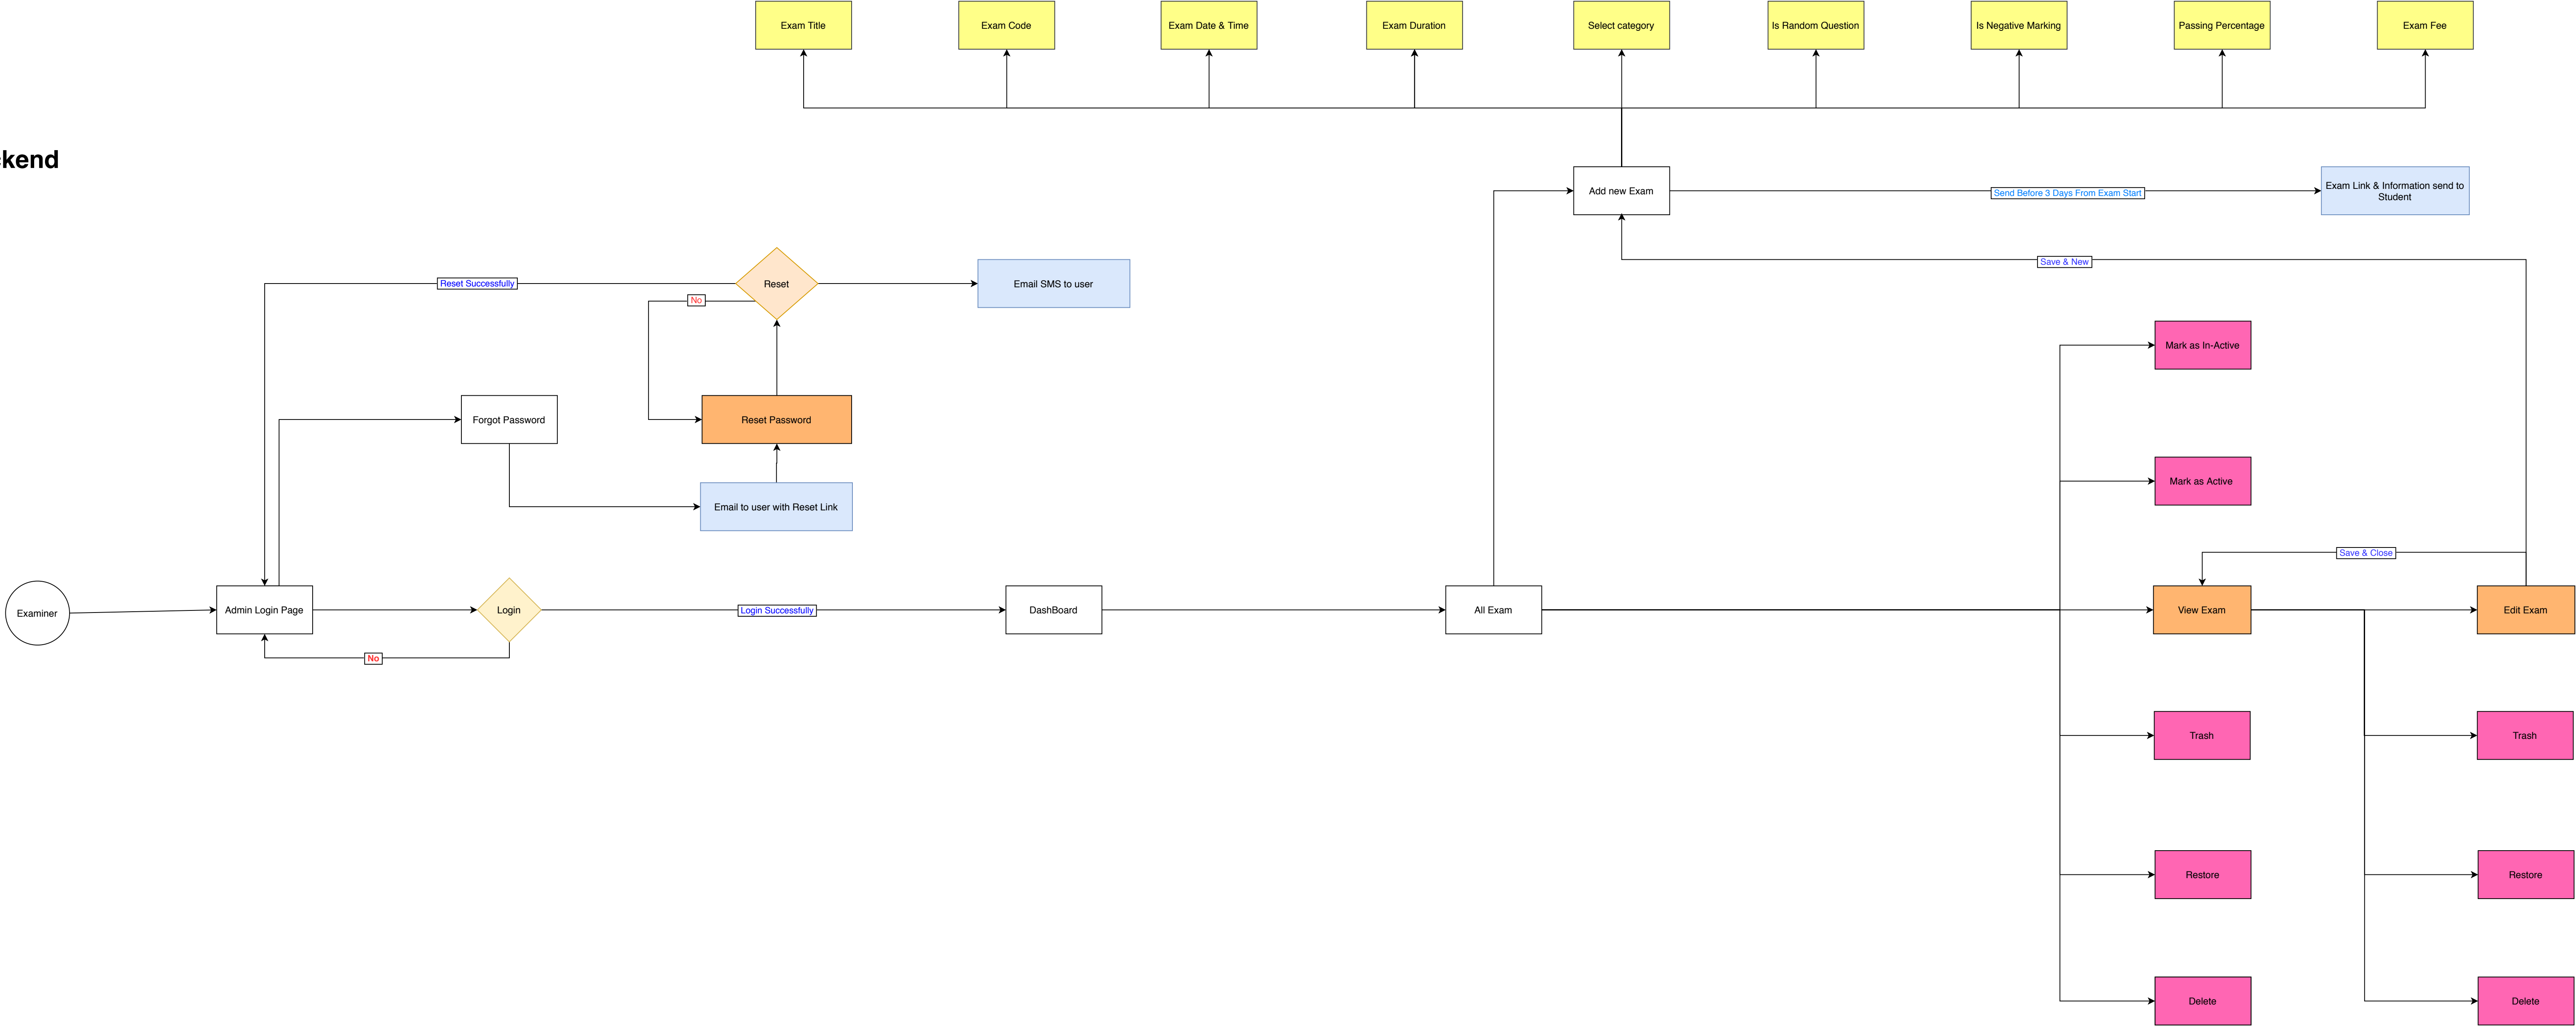 Exam Title
Exam Code
Exam Date & Time
Exam Duration
Select category
Is Random Question
Is Negative Marking
Passing Percentage
Exam Fee
kend
Add new Exam
Send Before 3 Days From Exam Start
Exam Link & Information send to
Student
Save & New
Reset Successfully
Reset
No
Email SMS to user
Mark as In-Active
Forgot Password
Reset Password
Mark as Active
Email to user with Reset Link
Save & Close
Examiner
Admin Login Page
Login
Login Successfully
DashBoard
All Exam
View Exam
Edit Exam
No
Trash
Trash
Restore
Restore
Delete
Delete